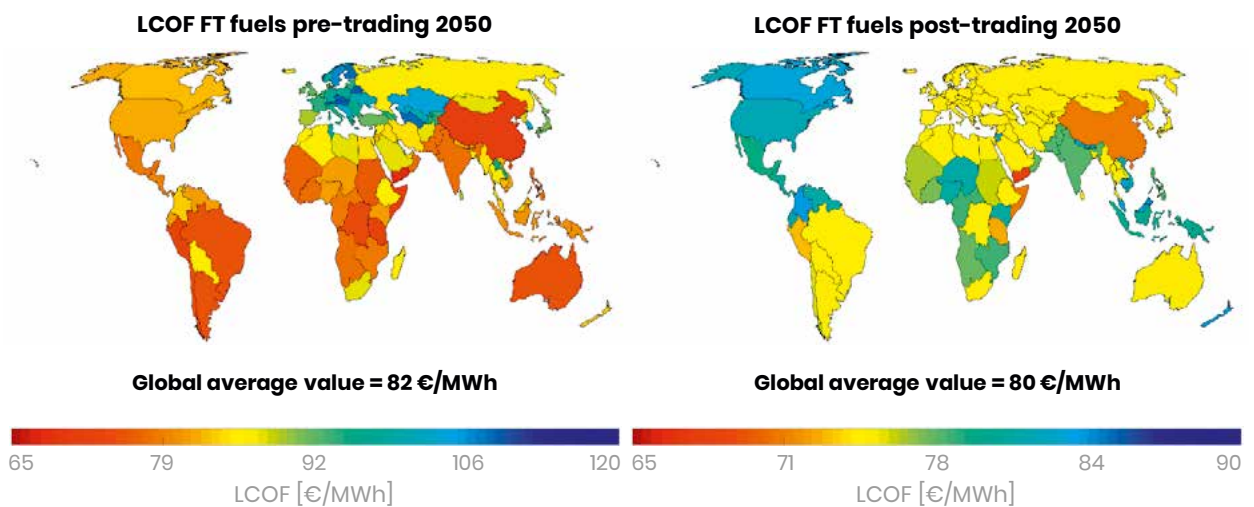 LCOF FT fuels pre-trading 2050
LCOF FT fuels post-trading 2050
Global average value = 82 €/MWh
Global average value = 80 €/MWh
65 79 92 106 120
65 71 78 84 90
LCOF [€/MWh]
LCOF [€/MWh]